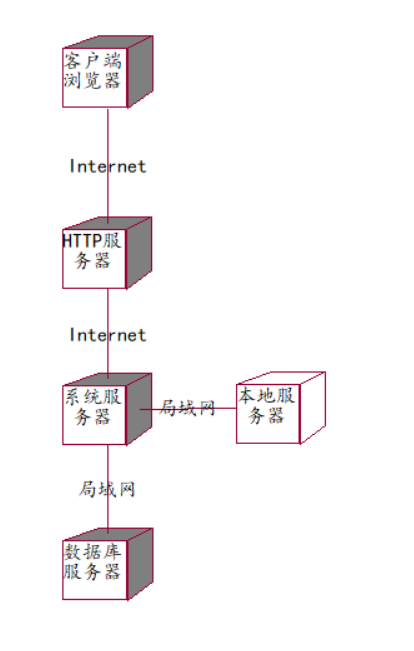 客户端
浏览器
Internet
HTTP服
务器
Internet
系统服
务器
局域网
本地服
务器
局域网
数据库
服务器